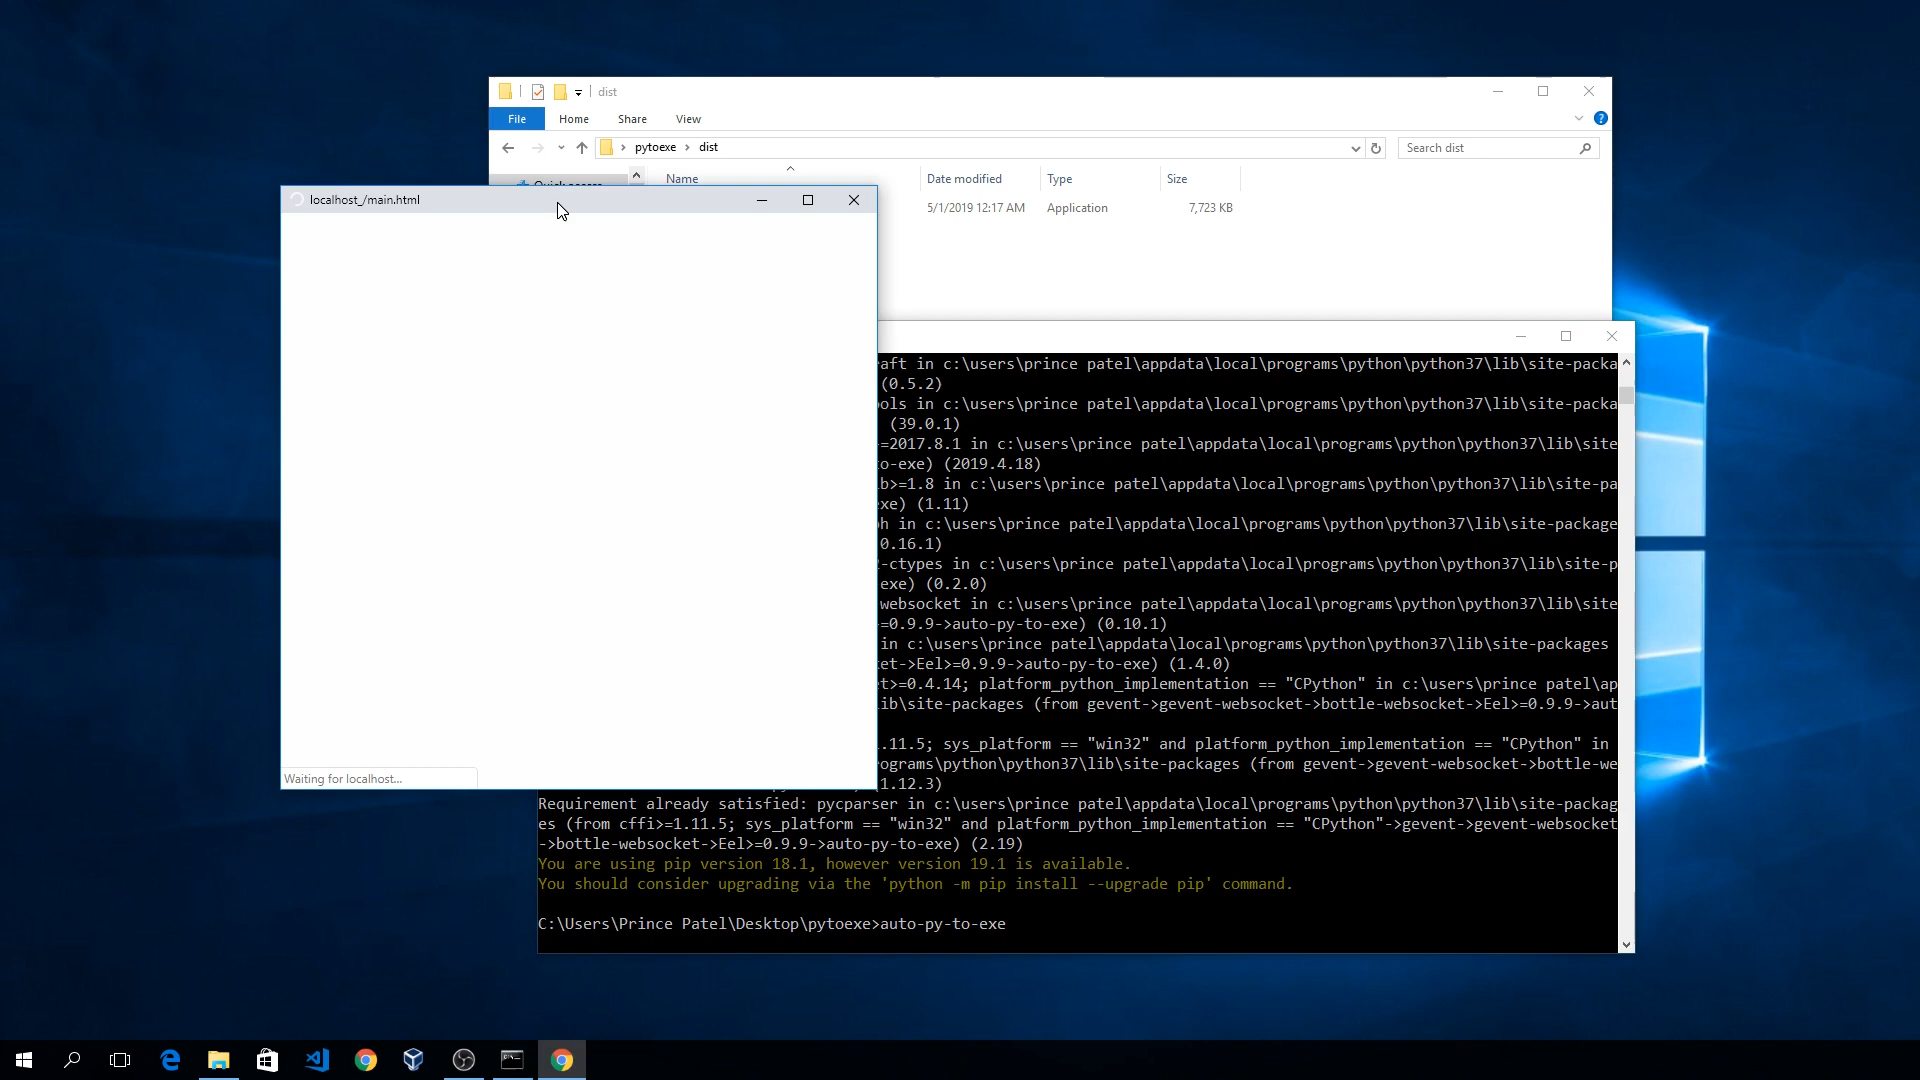 dist
File Home Share View
pytoexe dist
Search dist
Name Date modified Type Size
5/1/2019 12:17 AM Application 7,723 KB
localhost_/main.html
Waiting for localhost...
in c:\users\prince patel\appdata\local\programs\python\python37\lib\site-packa
(0.5.2)
in c:\users\prince patel\appdata\local\programs\python\python37\lib\site-packa
(39.0.1)
=2017.8.1 in c:\users\prince patel\appdata\local\programs\python\python37\lib\site
o-exe) (2019.4.18)
b>=1.8 in c:\users\prince patel\appdata\local\programs\python\python37\lib\site-pa
xe) (1.11)
h in c:\users\prince patel\appdata\local\programs\python\python37\lib\site-package
0.16.1)
-ctypes in c:\users\prince patel\appdata\local\programs\python\python37\lib\site-p
exe) (0.2.0)
websocket in c:\users\prince patel\appdata\local\programs\python\python37\lib\site
=0.9.9->auto-py-to-exe) (0.10.1)
in c:\users\prince patel\appdata\local\programs\python\python37\lib\site-packages
et->Eel>=0.9.9->auto-py-to-exe) (1.4.0)
t>=0.4.14; platform_python_implementation == "CPython" in c:\users\prince patel\ap
ib\site-packages (from gevent->gevent-websocket->bottle-websocket->Eel>=0.9.9->aut
.11.5; sys_platform == "win32" and platform_python_implementation == "CPython" in
rograms\python\python37\lib\site-packages (from gevent->gevent-websocket->bottle-we
1.12.3)
Requirement already satisfied: pycparser in c:\users\prince patel\appdata\local\programs\python\python37\lib\site-packag
es (from cffi>=1.11.5; sys_platform == "win32" and platform_python_implementation == "CPython"->gevent->gevent-websocket
->bottle-websocket->Eel>=0.9.9->auto-py-to-exe) (2.19)
You are using pip version 18.1, however version 19.1 is available.
You should consider upgrading via the 'python -m pip install --upgrade pip' command.
C:\Users\Prince Patel\Desktop\pytoexe>auto-py-to-exe